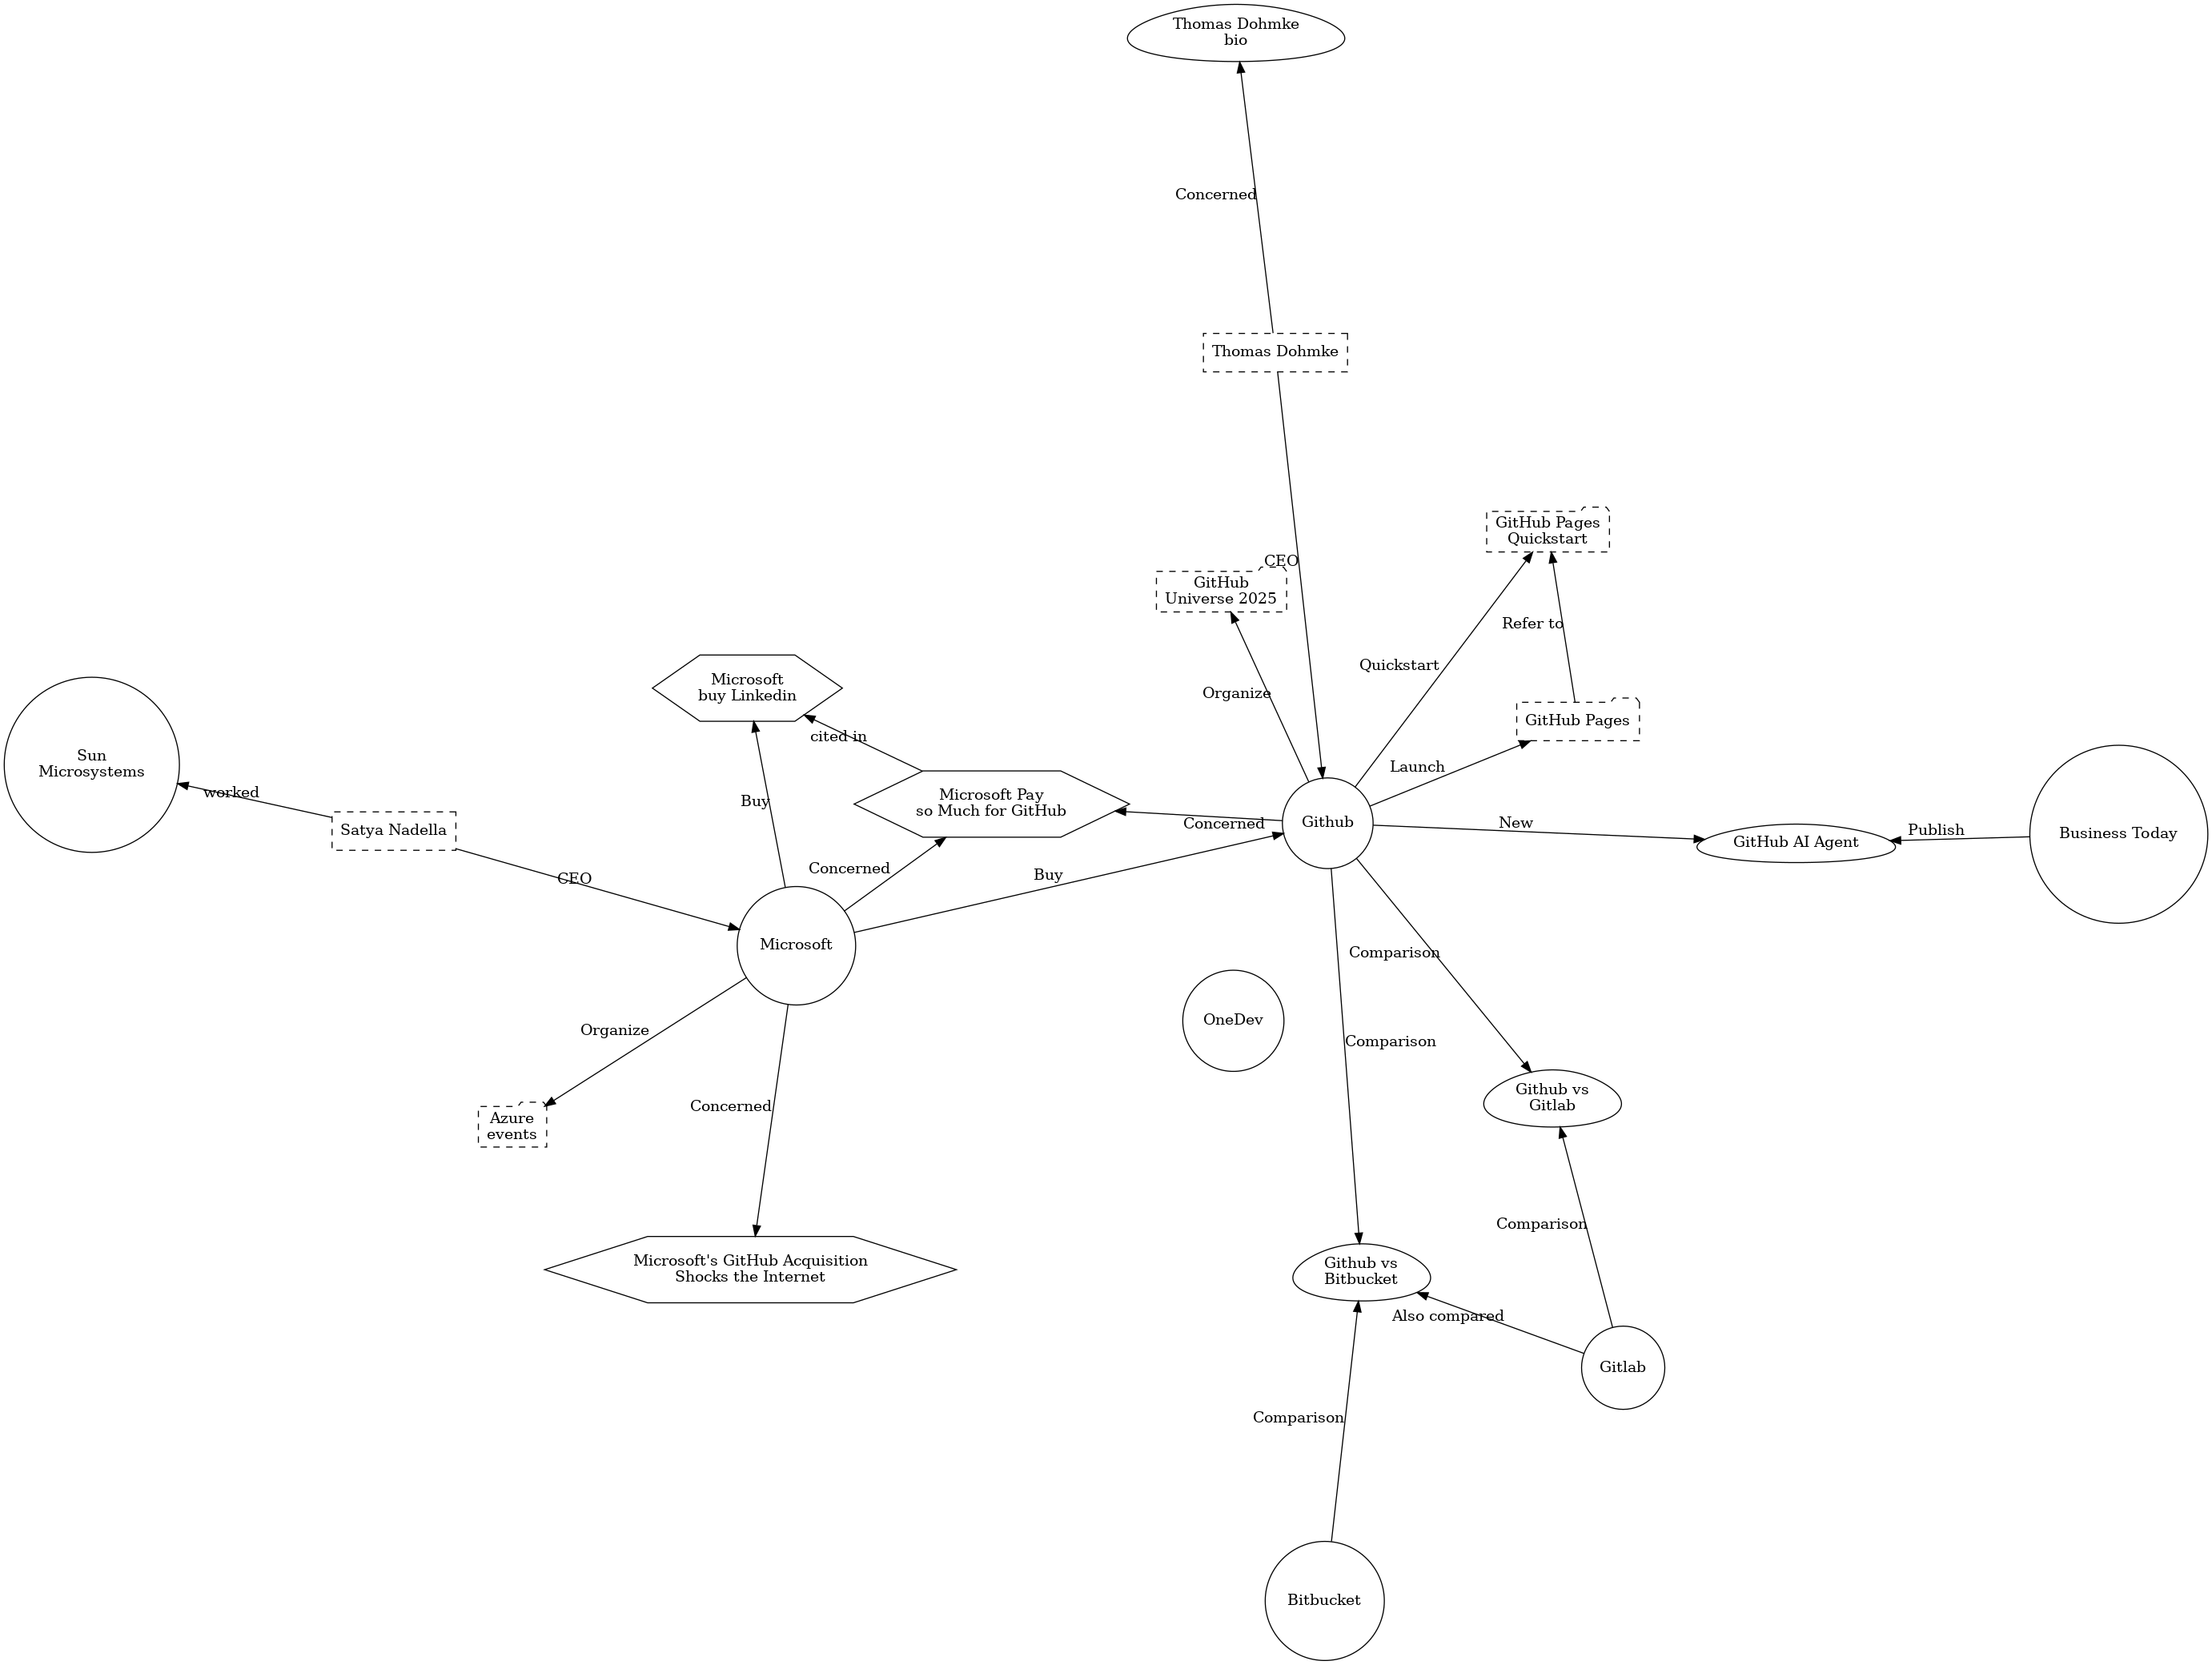 Thomas Dohmke
bio
Concerned
Thomas Dohmke
GitHub Pages
Quickstart
CEO
GitHub
Universe 2025
Refer to
Quickstart
Organize
Microsoft
buy Linkedin
GitHub Pages
cited in
Sun
Microsystems
Launch
worked
Buy
Microsoft Pay
so Much for GitHub
Concerned
Github
New
Satya Nadella
GitHub AI Agent
Publish
Business Today
Concerned
CEO
Buy
Microsoft
Comparison
OneDev
Organize
Comparison
Azure
events
Concerned
Github vs
Gitlab
Comparison
Microsoft's GitHub Acquisition
Shocks the Internet
Github vs
Bitbucket
Also compared
Gitlab
Comparison
Bitbucket